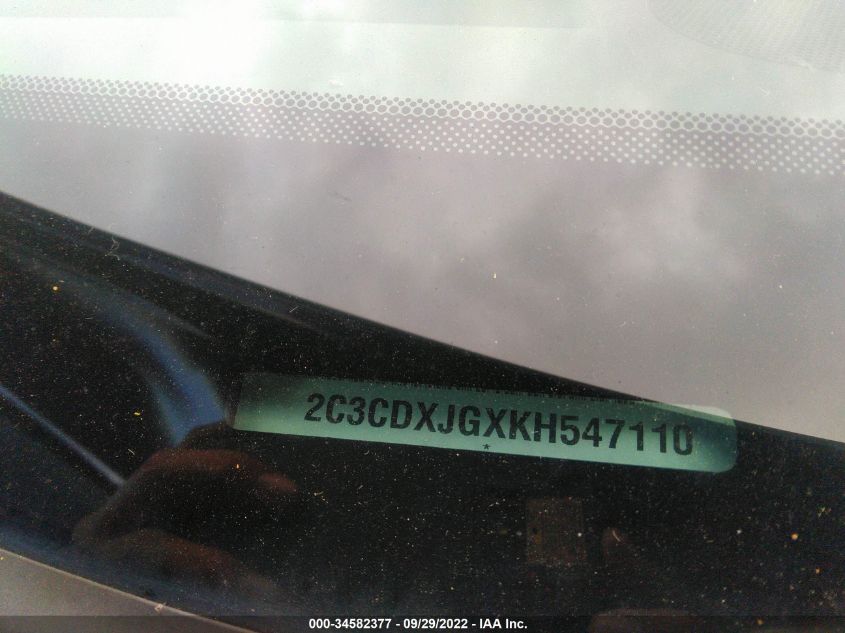 2C3CDXJGXKH547110
*
000-34582377 - 09/29/2022 - IAA Inc.